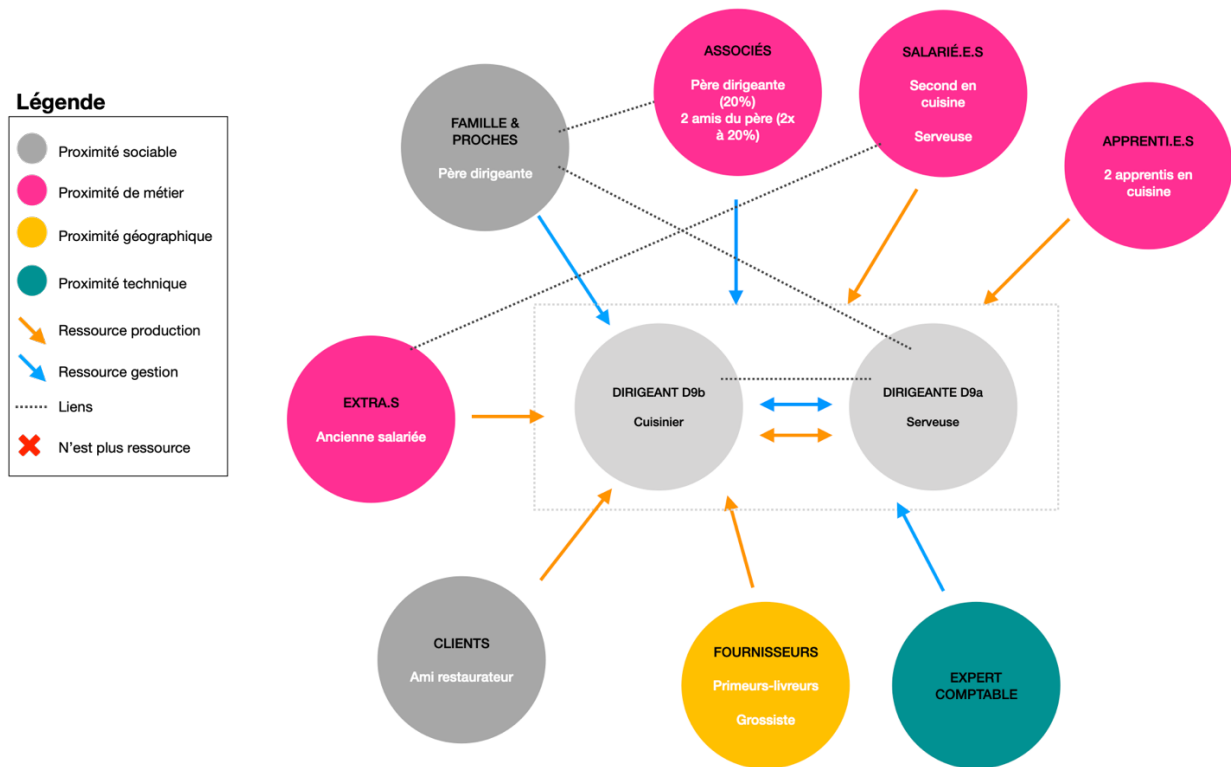 Légende
Proximité sociable
Proximité de métier
Proximité géographique
Proximité technique
Ressource production
Ressource gestion
Liens
N'est plus ressource
FAMILLE &
PROCHES
Père dirigeante
ASSOCIÉS
Père dirigeante
(20%)
2 amis du père (2x
à 20%)
SALARIÉ.E.S
Second en
cuisine
Serveuse
APPRENTI.E.S
2 apprentis en
cuisine
EXTRA.S
Ancienne salariée
DIRIGEANT D9b
Cuisinier
DIRIGEANTE D9a
Serveuse
CLIENTS
Ami restaurateur
FOURNISSEURS
Primeurs-livreurs
Grossiste
EXPERT
COMPTABLE